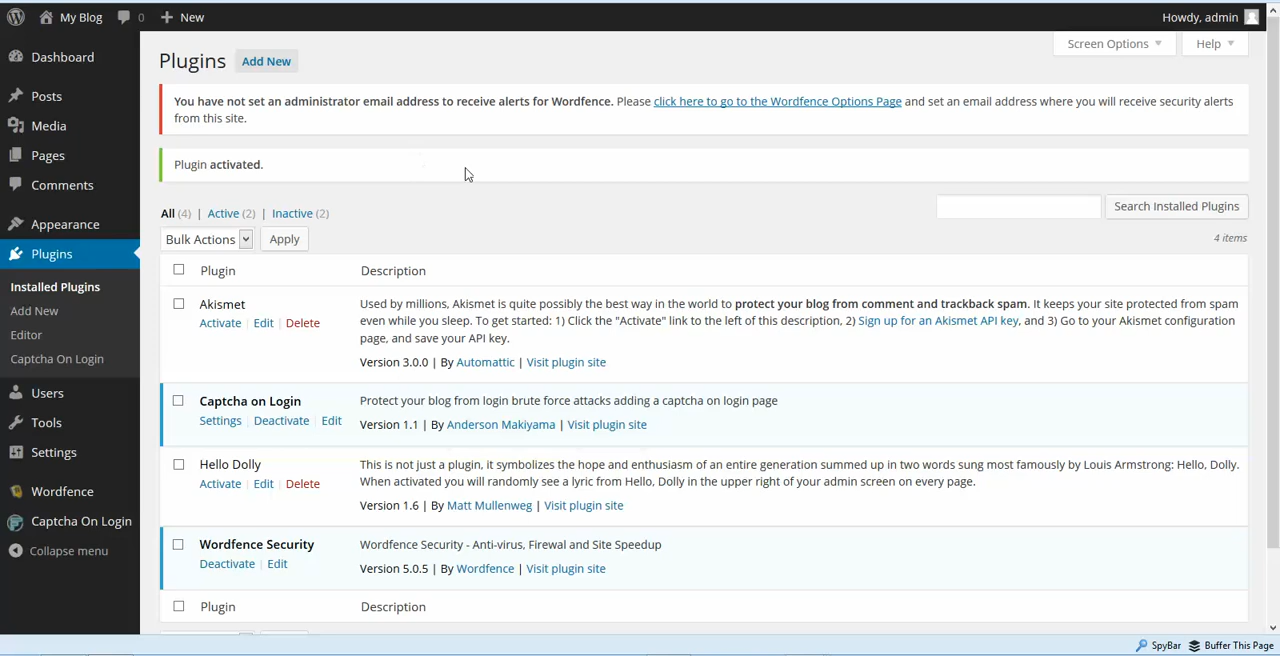 My Blog 0 New Howdy, admin
Dashboard
Posts
Media
Pages
Comments
Appearance
Plugins
Installed Plugins
Add New
Editor
Captcha On Login
Users
Tools
Settings
Wordfence
Captcha On Login
Collapse menu
Screen Options Help
Plugins Add New
You have not set an administrator email address to receive alerts for Wordfence. Please click here to go to the Wordfence Options Page and set an email address where you will receive security alerts
from this site.
Plugin activated.
All (4) | Active (2) | Inactive (2)
Search Installed Plugins
Bulk Actions Apply
4 items
Plugin Description
Akismet
Activate | Edit | Delete
Used by millions, Akismet is quite possibly the best way in the world to protect your blog from comment and trackback spam. It keeps your site protected from spam
even while you sleep. To get started: 1) Click the "Activate" link to the left of this description, 2) Sign up for an Akismet API key, and 3) Go to your Akismet configuration
page, and save your API key.
Version 3.0.0 | By Automattic | Visit plugin site
Captcha on Login
Settings | Deactivate | Edit
Protect your blog from login brute force attacks adding a captcha on login page
Version 1.1 | By Anderson Makiyama | Visit plugin site
Hello Dolly
Activate | Edit | Delete
This is not just a plugin, it symbolizes the hope and enthusiasm of an entire generation summed up in two words sung most famously by Louis Armstrong: Hello, Dolly.
When activated you will randomly see a lyric from Hello, Dolly in the upper right of your admin screen on every page.
Version 1.6 | By Matt Mullenweg | Visit plugin site
Wordfence Security
Deactivate | Edit
Wordfence Security - Anti-virus, Firewal and Site Speedup
Version 5.0.5 | By Wordfence | Visit plugin site
Plugin Description
SpyBar Buffer This Page